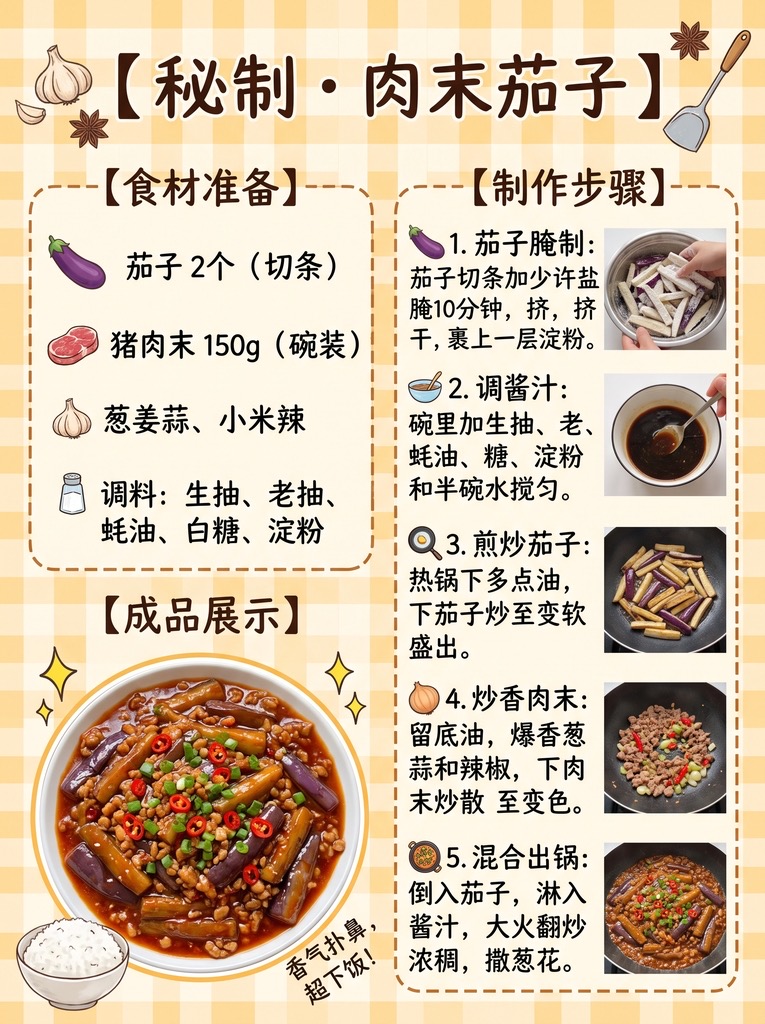 【秘制·肉末茄子】
【食材准备】
茄子 2个（切条）
猪肉末 150g（碗装）
葱姜蒜、小米辣
调料：生抽、老抽、
蚝油、白糖、淀粉
【成品展示】
香气扑鼻，
超下饭！
【制作步骤】
1. 茄子腌制：
茄子切条加少许盐
腌10分钟，挤，挤
干，裹上一层淀粉。
2. 调酱汁：
碗里加生抽、老、
蚝油、糖、淀粉
和半碗水搅匀。
3. 煎炒茄子：
热锅下多点油，
下茄子炒至变软
盛出。
4. 炒香肉末：
留底油，爆香葱
蒜和辣椒，下肉
末炒散 至变色。
5. 混合出锅：
倒入茄子，淋入
酱汁，大火翻炒
浓稠，撒葱花。